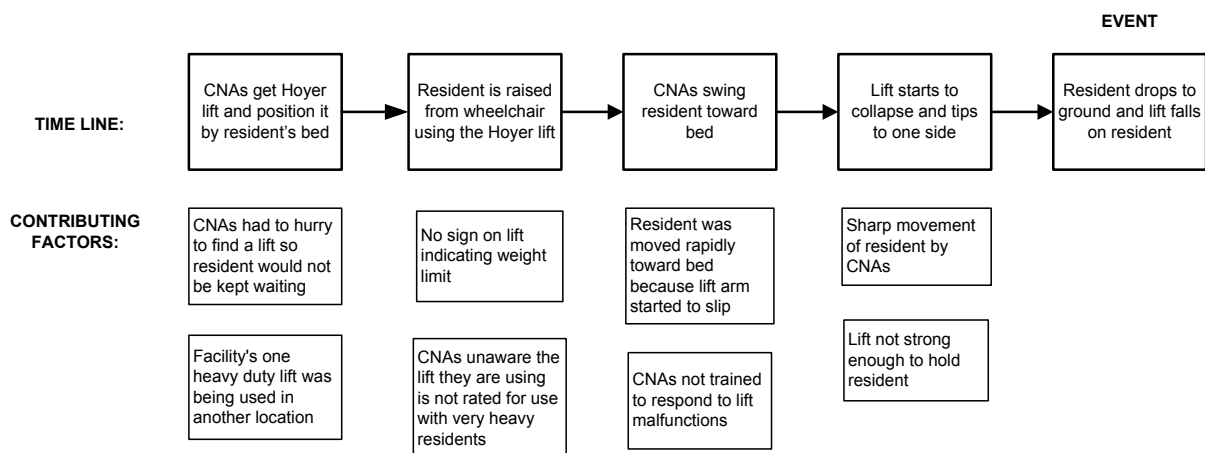 EVENT
TIME LINE:
CNAs get Hoyer
lift and position it
by resident's bed
Resident is raised
from wheelchair
using the Hoyer lift
CNAs swing
resident toward
bed
Lift starts to
collapse and tips
to one side
Resident drops to
ground and lift falls
on resident
CONTRIBUTING
FACTORS:
CNAs had to hurry
to find a lift so
resident would not
be kept waiting
No sign on lift
indicating weight
limit
Resident was
moved rapidly
toward bed
because lift arm
started to slip
Sharp movement
of resident by
CNAs
Facility's one
heavy duty lift was
being used in
another location
CNAs unaware the
lift they are using
is not rated for use
with very heavy
residents
CNAs not trained
to respond to lift
malfunctions
Lift not strong
enough to hold
resident